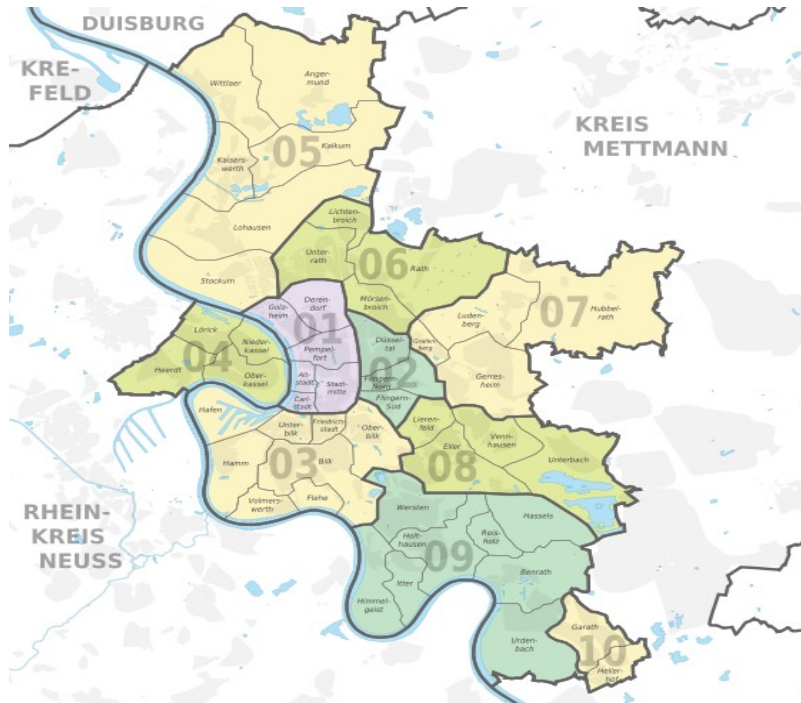 DUISBURG
KRE-
FELD
KREIS
METTMANN
RHEIN-
KREIS
NEUSS
05
Wittlaer
Anger-
mund
Kalkum
Kaisers-
werth
Lohausen
Stockum
06
Lichten-
broich
Unter-
rath
Rath
Mörsen-
broich
07
Luden-
berg
Hubbel-
rath
Grafen-
berg
Gerres-
heim
01
Golz-
heim
Deren-
dorf
Pempel-
fort
Alt-
stadt
Stadt-
mitte
Carl-
stadt
02
Düssel-
tal
Flingern-
Nord
Flingern-
Süd
04
Lörick
Nieder-
kassel
Heerdt
Ober-
kassel
03
Hafen
Unter-
bilk
Friedrich-
stadt
Ober-
bilk
Hamm
Bilk
Volmers-
werth
Flehe
08
Lieren-
feld
Eller
Venn-
hausen
Unterbach
09
Wersten
Holt-
hausen
Reis-
holz
Hassels
Itter
Benrath
Himmel-
geist
Urden-
bach
10
Garath
Heller-
hof